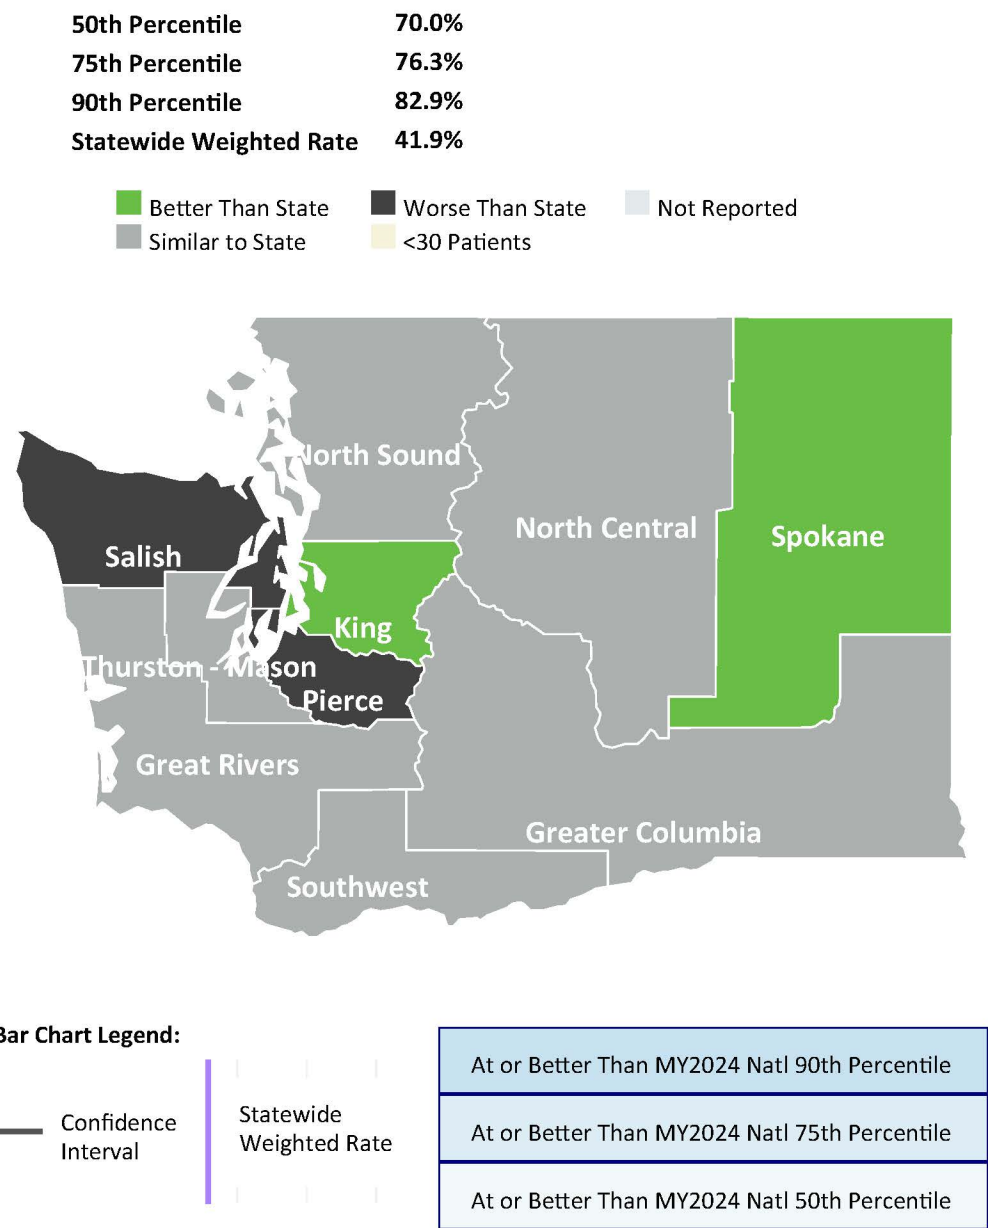 50th Percentile 70.0%
75th Percentile 76.3%
90th Percentile 82.9%
Statewide Weighted Rate 41.9%
Better Than State Worse Than State Not Reported
Similar to State <30 Patients
North Sound
North Central
Spokane
Salish
King
Thurston - Mason
Pierce
Great Rivers
Greater Columbia
Southwest
Bar Chart Legend:
Confidence
Interval
Statewide
Weighted Rate
At or Better Than MY2024 Natl 90th Percentile
At or Better Than MY2024 Natl 75th Percentile
At or Better Than MY2024 Natl 50th Percentile